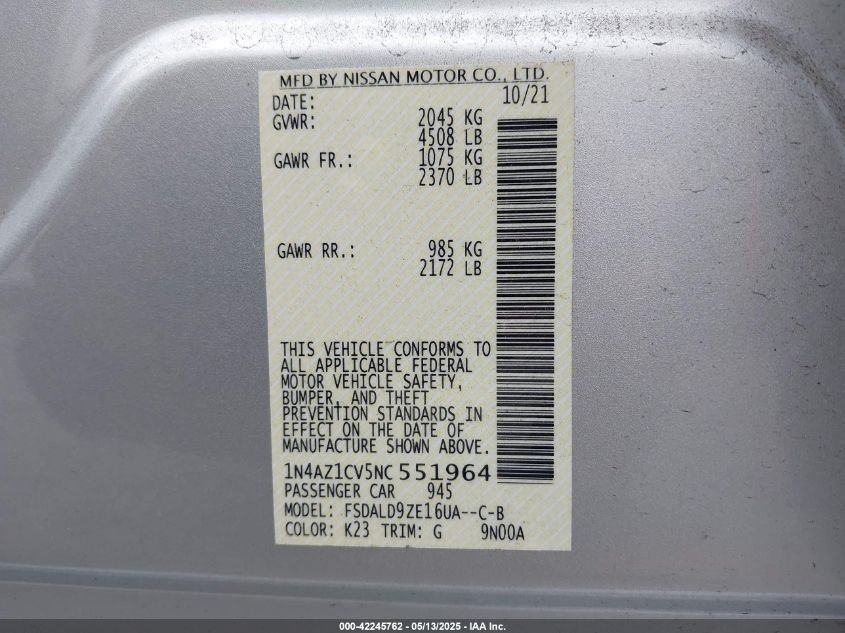 MFD BY NISSAN MOTOR CO., LTD.
DATE: 10/21
GVWR: 2045 KG
4508 LB
GAWR FR.: 1075 KG
2370 LB
GAWR RR.: 985 KG
2172 LB
THIS VEHICLE CONFORMS TO
ALL APPLICABLE FEDERAL
MOTOR VEHICLE SAFETY,
BUMPER, AND THEFT
PREVENTION STANDARDS IN
EFFECT ON THE DATE OF
MANUFACTURE SHOWN ABOVE.
1N4AZ1CV5NC551964
PASSENGER CAR 945
MODEL: FSDALD9ZE16UA--C-B
COLOR: K23 TRIM: G 9N00A
000-42245762 - 05/13/2025 - IAA Inc.